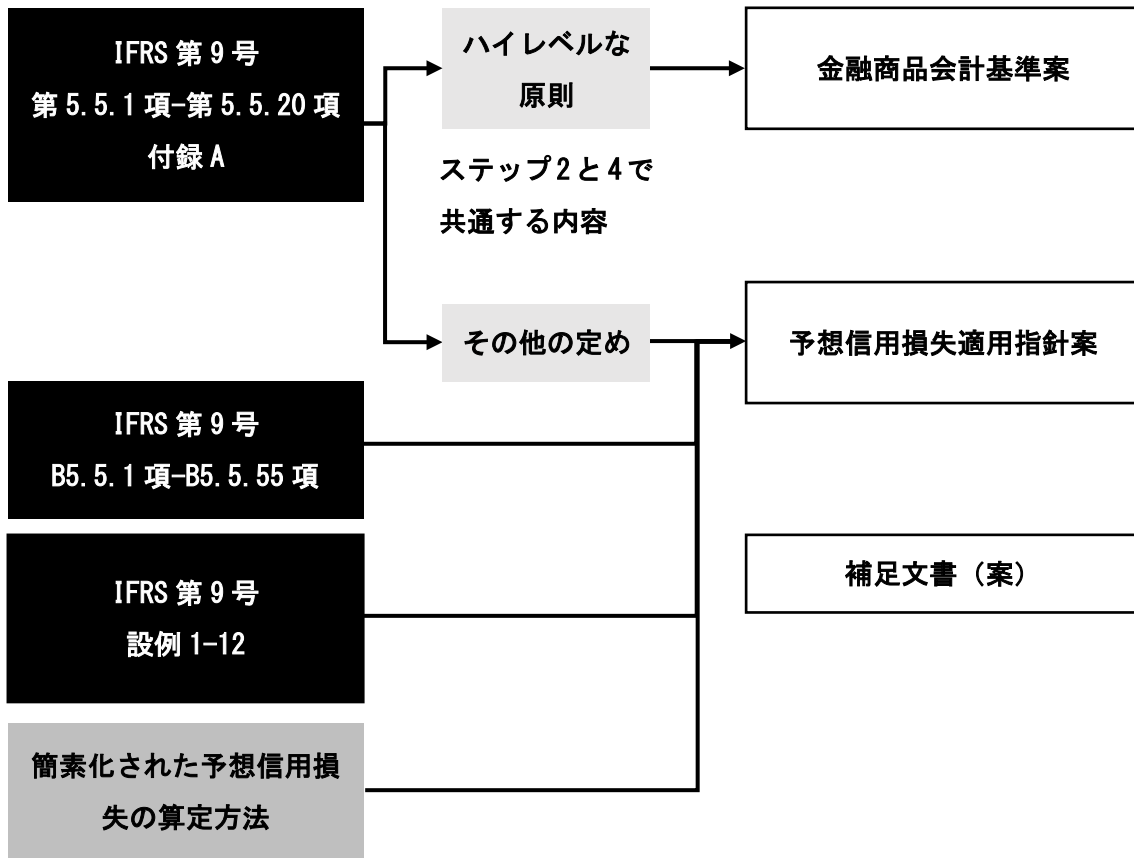 IFRS 第 9 号
第 5.5.1 項-第 5.5.20 項
付録 A
ハイレベルな
原則
金融商品会計基準案
ステップ2と4で
共通する内容
その他の定め
予想信用損失適用指針案
IFRS 第 9 号
B5.5.1 項-B5.5.55 項
IFRS 第 9 号
設例 1-12
補足文書（案）
簡素化された予想信用損
失の算定方法